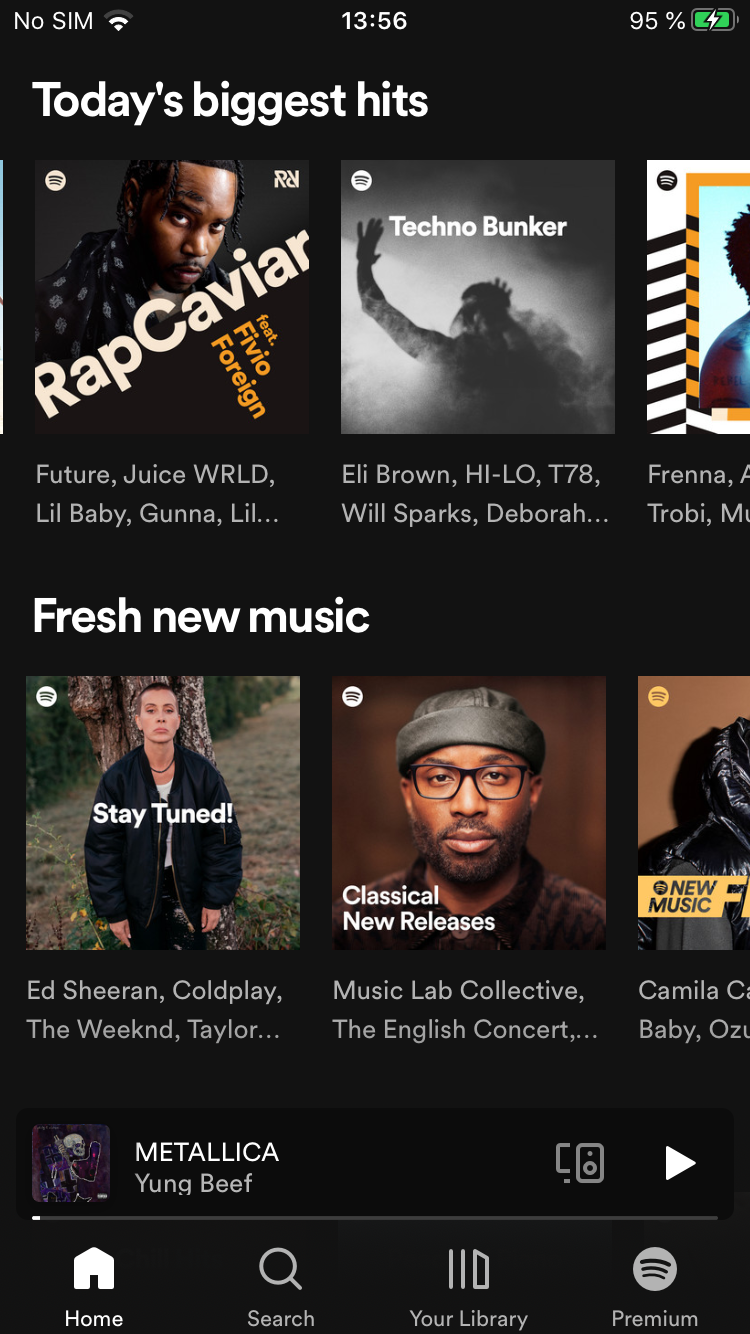 No SIM 13:56 95 %
Today's biggest hits
RapCaviar
feat.
Fivio
Foreign
Techno Bunker
Future, Juice WRLD,
Lil Baby, Gunna, Lil...
Eli Brown, HI-LO, T78,
Will Sparks, Deborah...
Frenna, A
Trobi, Mu
Fresh new music
Stay Tuned!
Classical
New Releases
NEW
MUSIC
Ed Sheeran, Coldplay,
The Weeknd, Taylor...
Music Lab Collective,
The English Concert,...
Camila Ca
Baby, Ozu
METALLICA
Yung Beef
Home
Search
Your Library
Premium